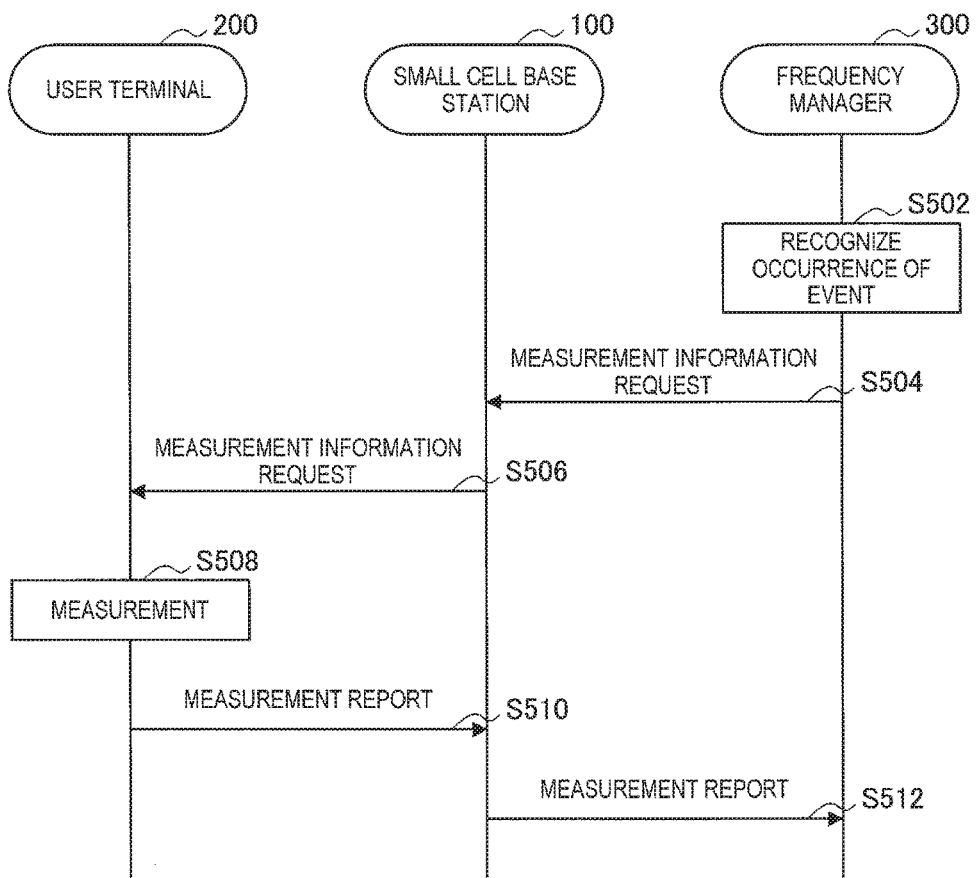 200
100
300
USER TERMINAL
SMALL CELL BASE
STATION
FREQUENCY
MANAGER
S502
RECOGNIZE
OCCURRENCE OF
EVENT
MEASUREMENT INFORMATION
REQUEST
S504
MEASUREMENT INFORMATION
REQUEST
S506
S508
MEASUREMENT
MEASUREMENT REPORT
S510
MEASUREMENT REPORT
S512